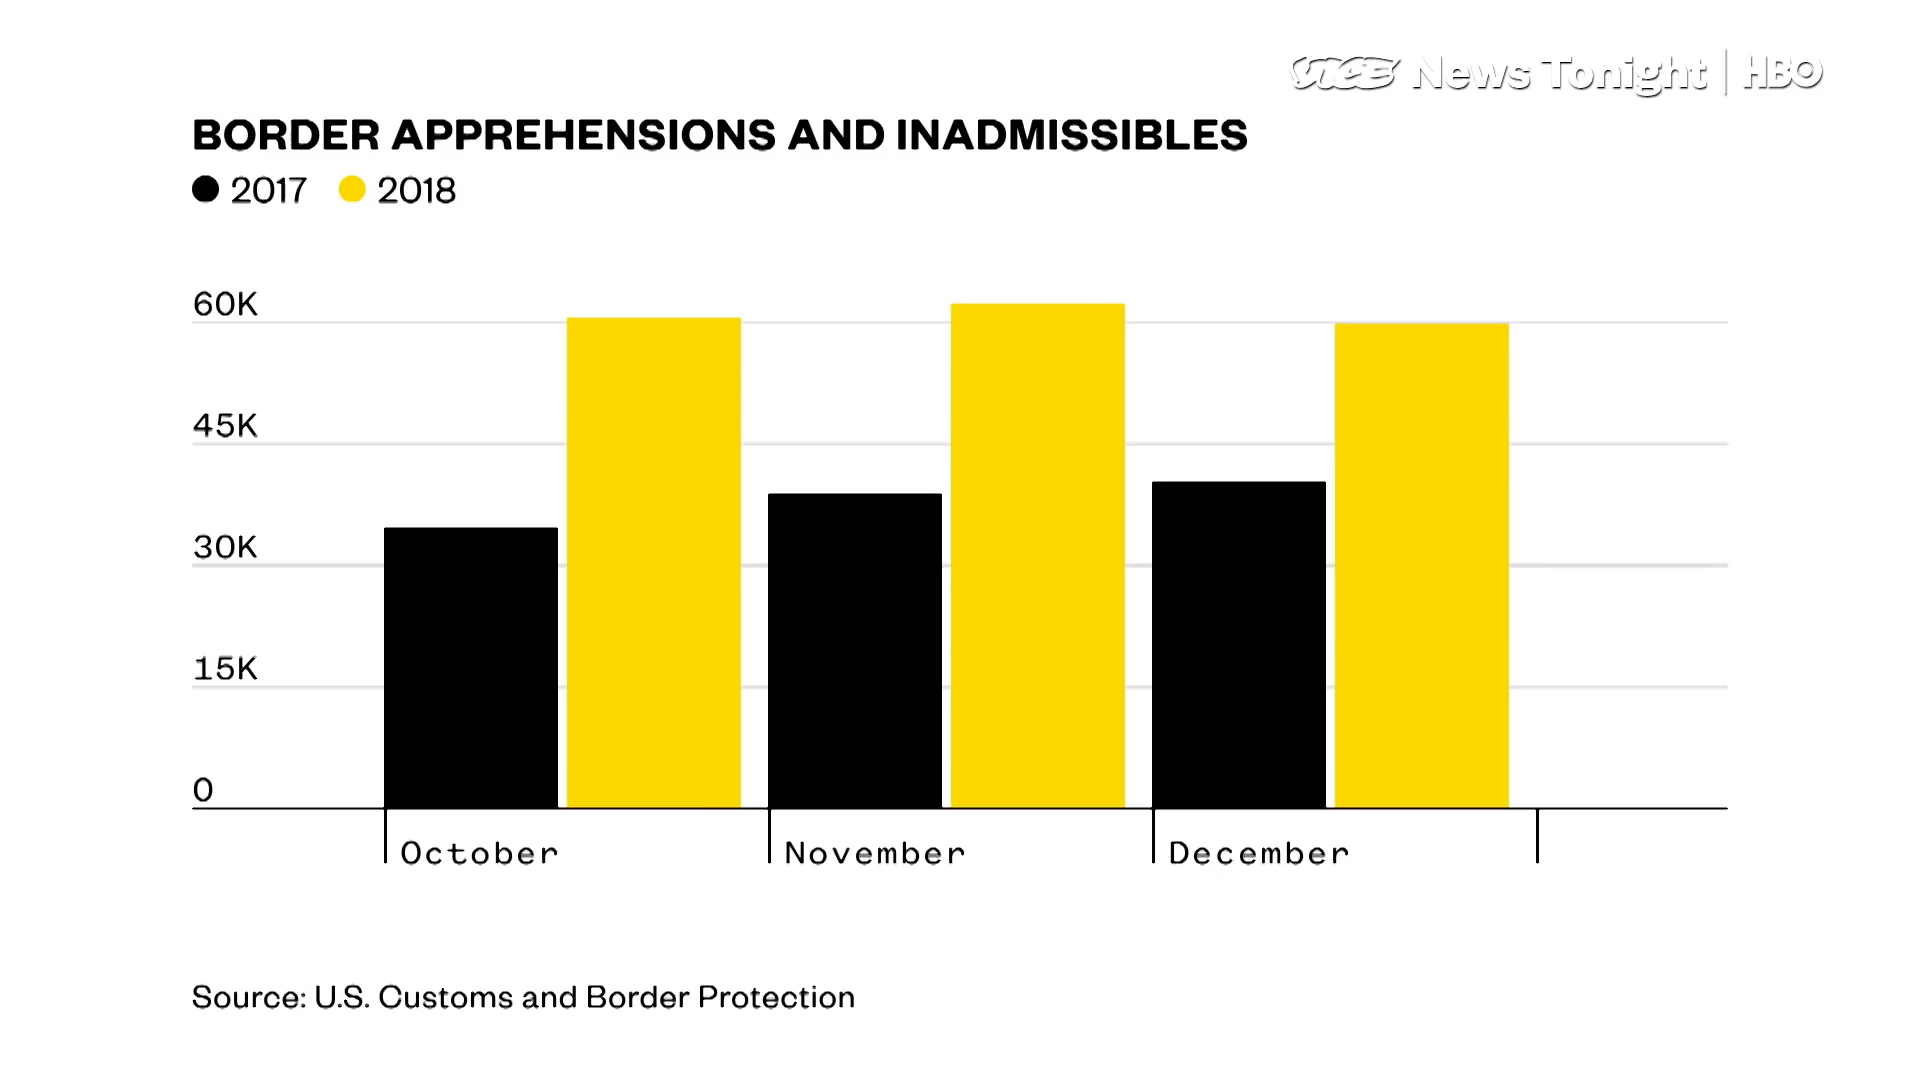 VICE News Tonight | HBO
BORDER APPREHENSIONS AND INADMISSIBLES
2017 2018
60K
45K
30K
15K
0
October November December
Source: U.S. Customs and Border Protection